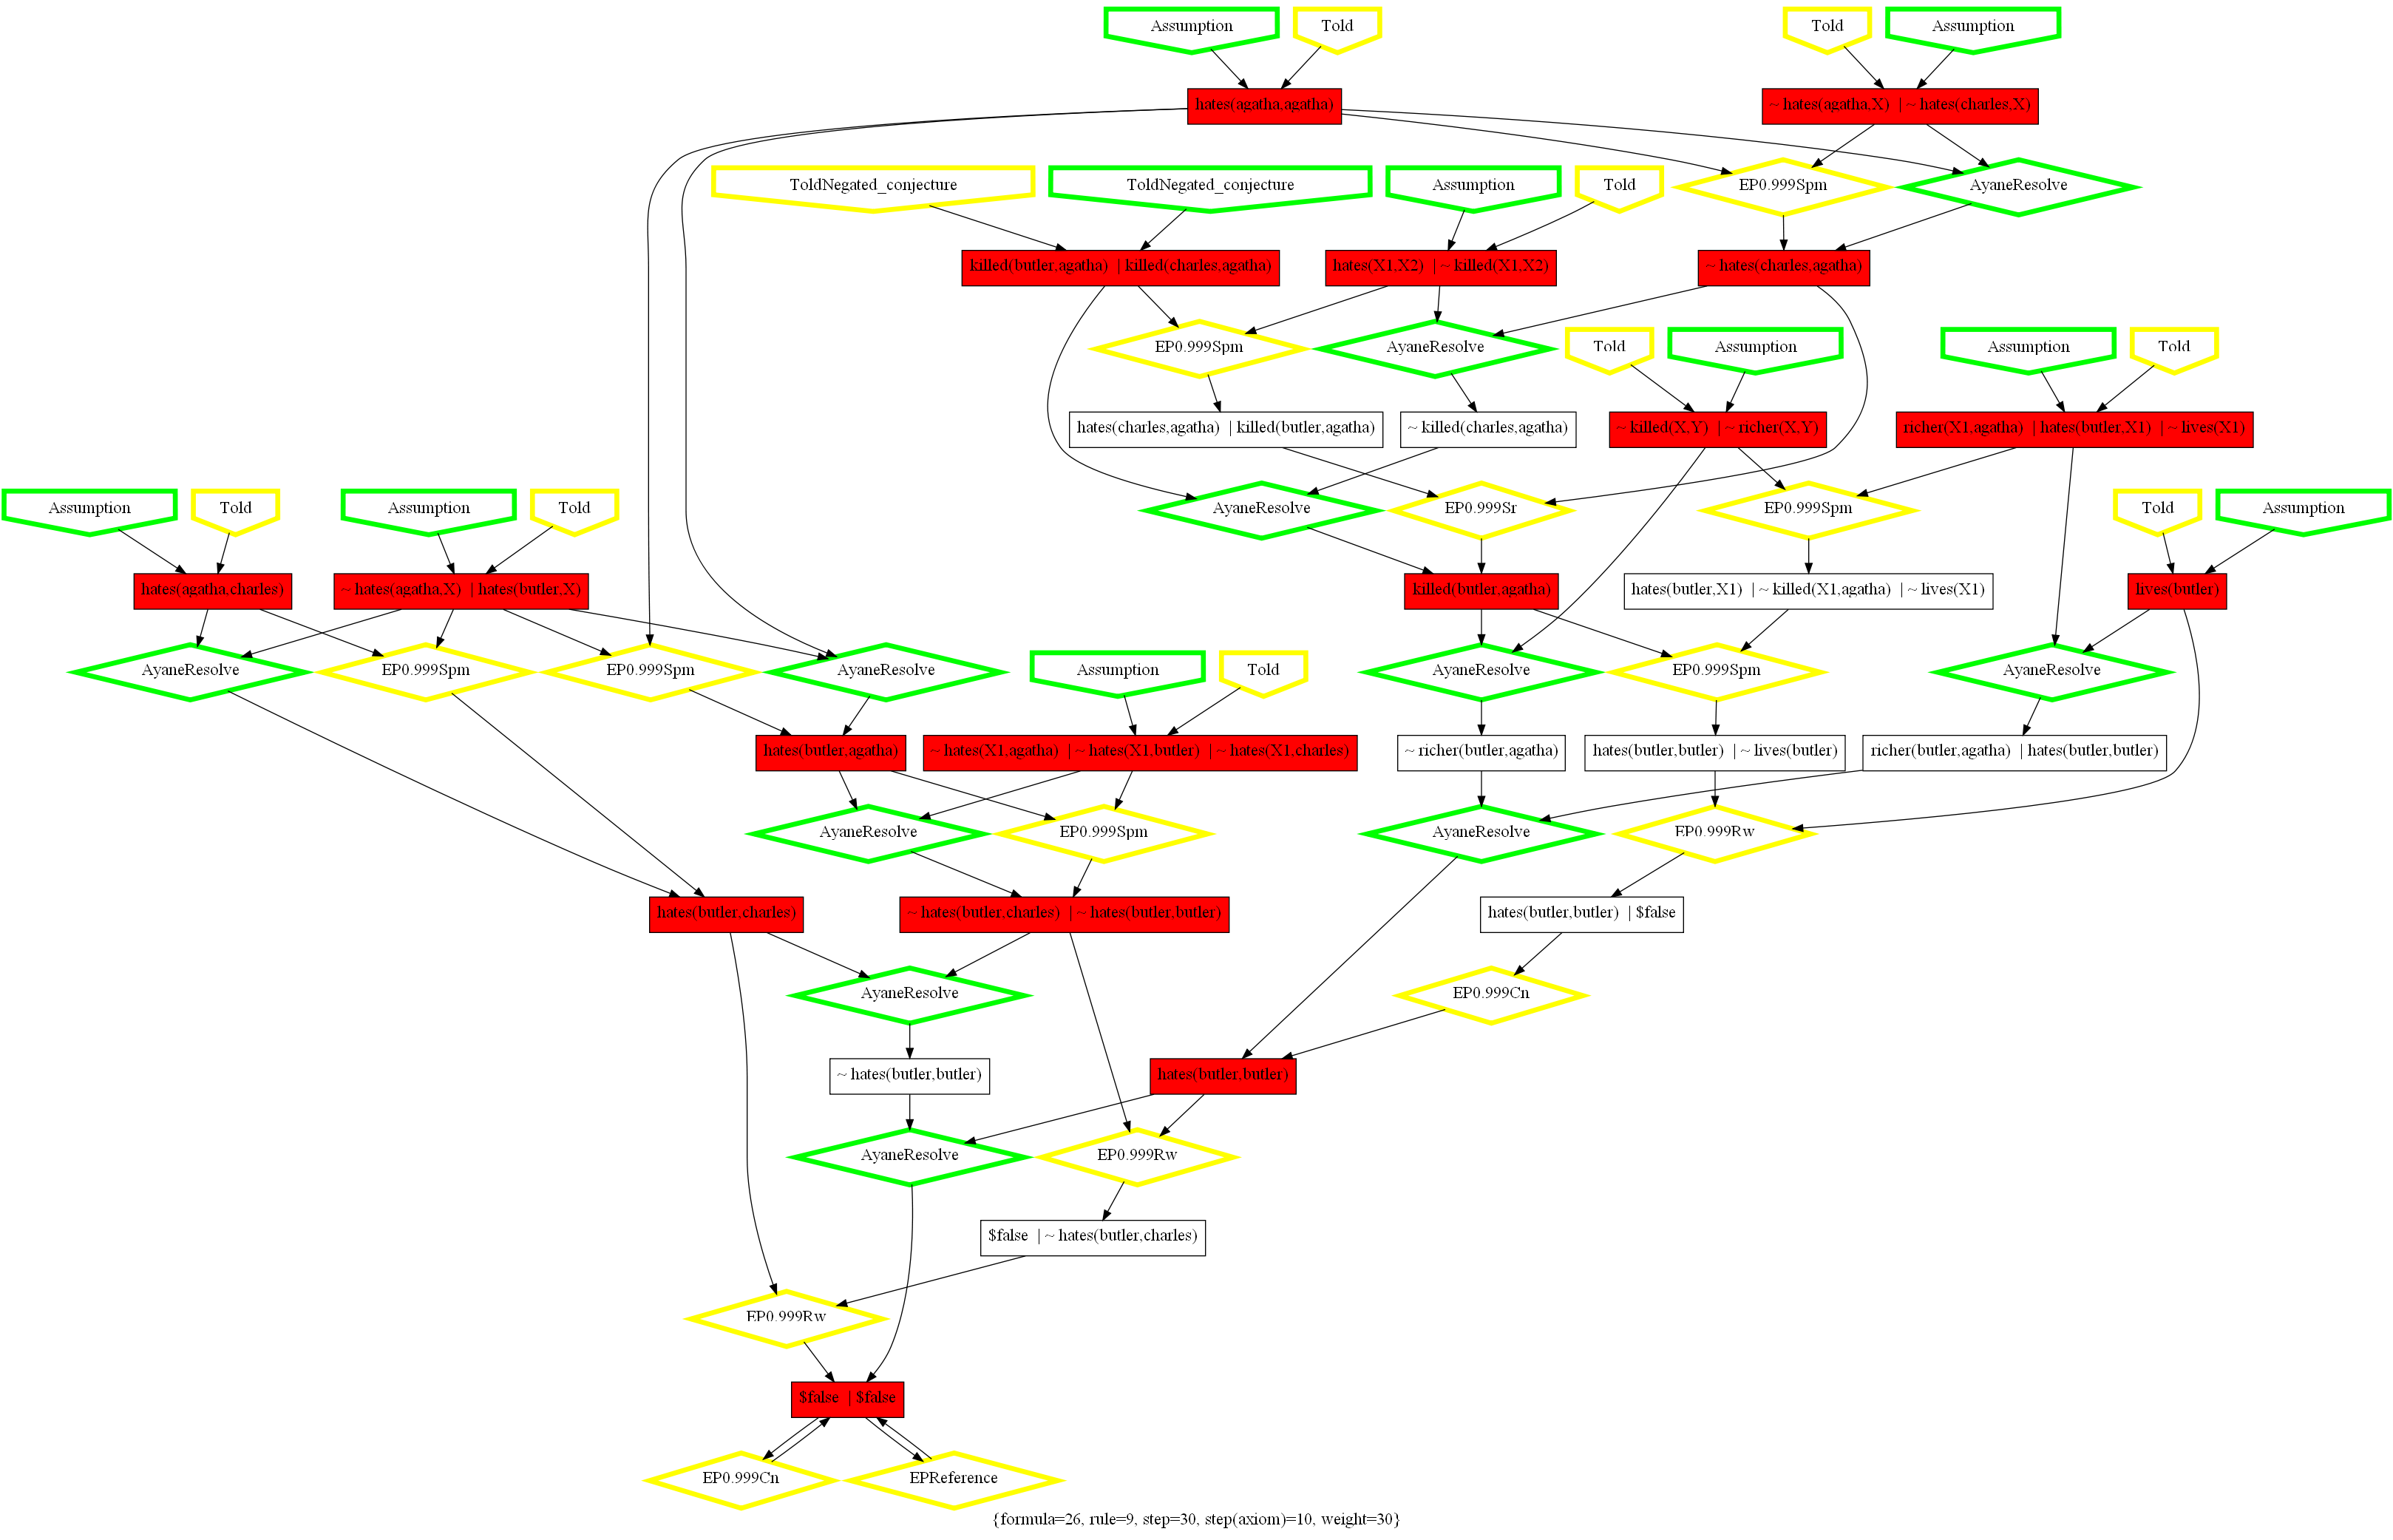 Assumption
Told
Told
Assumption
hates(agatha,agatha)
~ hates(agatha,X) | ~ hates(charles,X)
ToldNegated_conjecture
ToldNegated_conjecture
Assumption
Told
EP0.999Spm
AyaneResolve
killed(butler,agatha) | killed(charles,agatha)
hates(X1,X2) | ~ killed(X1,X2)
~ hates(charles,agatha)
EP0.999Spm
AyaneResolve
Told
Assumption
Assumption
Told
hates(charles,agatha) | killed(butler,agatha)
~ killed(charles,agatha)
~ killed(X,Y) | ~ richer(X,Y)
richer(X1,agatha) | hates(butler,X1) | ~ lives(X1)
Assumption
Told
Assumption
Told
AyaneResolve
EP0.999Sr
EP0.999Spm
Told
Assumption
hates(agatha,charles)
~ hates(agatha,X) | hates(butler,X)
killed(butler,agatha)
hates(butler,X1) | ~ killed(X1,agatha) | ~ lives(X1)
lives(butler)
AyaneResolve
EP0.999Spm
EP0.999Spm
AyaneResolve
Assumption
Told
AyaneResolve
EP0.999Spm
AyaneResolve
hates(butler,agatha)
~ hates(X1,agatha) | ~ hates(X1,butler) | ~ hates(X1,charles)
~ richer(butler,agatha)
hates(butler,butler) | ~ lives(butler)
richer(butler,agatha) | hates(butler,butler)
AyaneResolve
EP0.999Spm
AyaneResolve
EP0.999Rw
hates(butler,charles)
~ hates(butler,charles) | ~ hates(butler,butler)
hates(butler,butler) | $false
AyaneResolve
EP0.999Cn
~ hates(butler,butler)
hates(butler,butler)
AyaneResolve
EP0.999Rw
$false | ~ hates(butler,charles)
EP0.999Rw
$false | $false
EP0.999Cn
EPReference
{formula=26, rule=9, step=30, step(axiom)=10, weight=30}